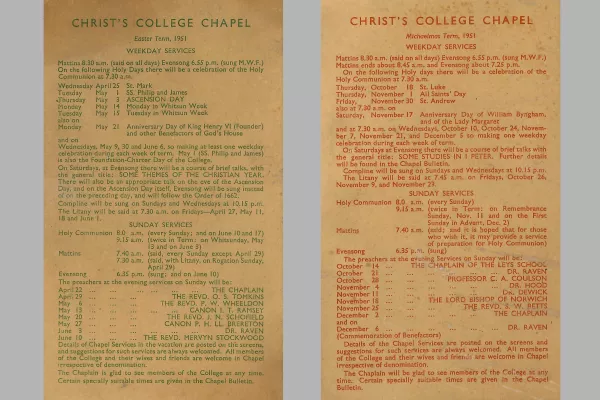 CHRIST'S COLLEGE CHAPEL
Easter Term, 1951
WEEKDAY SERVICES
Mattins 8.30 a.m. (said on all days) Evensong 6.55 p.m. (sung M.W.F.)
On the following Holy Days there will be a celebration of the Holy
Communion at 7.30 a.m.
Wednesday April 25 St. Mark
Tuesday May 1 SS. Philip and James
Thursday May 3 ASCENSION DAY
Monday May 14 Monday in Whitsun Week
Tuesday May 15 Tuesday in Whitsun Week
also on
Monday May 21 Anniversary Day of King Henry VI (Founder)
and other Benefactors of God's House
and on
Wednesdays, May 9, 30 and June 6, so making at least one weekday
celebration during each week of term. May 1 (SS. Philip and James)
is also the Foundation-Charter Day of the College.
On Saturdays, at Evensong there will be a course of brief talks, with
the general title: SOME THEMES OF THE CHRISTIAN YEAR.
There will also be an appropriate talk on the eve of the Ascension
Day, and on the Ascension Day itself, Evensong will be sung instead
of on the preceding day, and will follow the Order of 1662.
Compline will be sung on Sundays and Wednesdays at 10.15 p.m.
The Litany will be said at 7.30 a.m. on Fridays—April 27, May 11,
18 and June 1.
SUNDAY SERVICES
Holy Communion 8.0 a.m. (every Sunday; and on June 10 and 17)
9.15 a.m. (twice in term: on Whitsunday, May
13 and on June 3)
Mattins 7.40 a.m. (said, every Sunday except April 29)
7.30 a.m. (said, with Litany, on Rogation Sunday,
April 29)
Evensong 6.35 p.m. (sung; and on June 10)
The preachers at the evening services on Sunday will be:
April 22 ... ... ... THE CHAPLAIN
April 29 ... ... THE REVD. O. S. TOMKINS
May 6 ... ... THE REVD. P. W. WHEELDON
May 13 ... ... CANON I. T. RAMSEY
May 20 ... ... THE REVD. J. N. SCHOFIELD
May 27 ... ... CANON P. H. LL. BRERETON
June 3 ... ... ... DR. RAVEN
June 10 ... ... THE REVD. MERVYN STOCKWOOD
Details of Chapel Services in the vacation are posted on the screens,
and suggestions for such services are always welcomed. All members
of the College and their wives and friends are welcome in Chapel
irrespective of denomination.
The Chaplain is glad to see members of the College at any time.
Certain specially suitable times are given in the Chapel Bulletin.
CHRIST'S COLLEGE CHAPEL
Michaelmas Term, 1951
WEEKDAY SERVICES
Mattins 8.30 a.m. (said on all days) Evensong 6.55 p.m. (sung M.W.F.)
Mattins ends about 8.45 a.m. and Evensong about 7.25 p.m.
On the following Holy Days there will be a celebration of the Holy
Communion at 7.30 a.m.
Thursday, October 18 St. Luke
Thursday, November 1 All Saints' Day
Friday, November 30 St. Andrew
also at 7.30 a.m. on
Saturday, November 17 Anniversary Day of William Byngham,
and of the Lady Margaret
and at 7.30 a.m. on Wednesdays, October 10, 24, Novem-
ber 7, November 21, and December 5 so making one weekday
celebration during each week of term.
On Saturdays at Evensong there will be a course of brief talks with
the general title: SOME STUDIES IN I PETER. Further details
will be found in the Chapel Bulletin.
Compline will be sung on Sundays and Wednesdays at 10.15 p.m.
The Litany will be said at 7.45 a.m. on Fridays, October 26,
November 9, and November 23.
SUNDAY SERVICES
Holy Communion 8.0 a.m. (every Sunday)
9.15 a.m. (twice in Term: on Remembrance
Sunday, Nov. 11 and on the First
Sunday in Advent, Dec. 2)
Mattins 7.40 a.m. (said; and it is hoped that for those
who wish it, it may provide a service
of preparation for Holy Communion)
Evensong 6.35 p.m. (sung)
The preachers at the evening services on Sunday will be:
October 14 ... THE CHAPLAIN OF THE LEYS SCHOOL
October 21 ... ... ... DR. RAVEN
October 28 ... ... PROFESSOR C. A. COULSON
November 4 ... ... ... DR. HOOD
November 11 ... ... ... DR. DEWICK
November 18 ... THE LORD BISHOP OF NORWICH
November 25 ... ... THE REVD. S. W. BETTS
December 2 ... ... ... THE CHAPLAIN
and on
December 6 ... ... ... DR. RAVEN
(Commemoration of Benefactors)
Details of the Chapel Services are posted on the screens and
suggestions for such services are always welcomed. All members
of the College and their wives and friends are welcome in Chapel
irrespective of denomination.
The Chaplain will be glad to see members of the College at any
time. Certain specially suitable times are given in the Chapel
Bulletin.